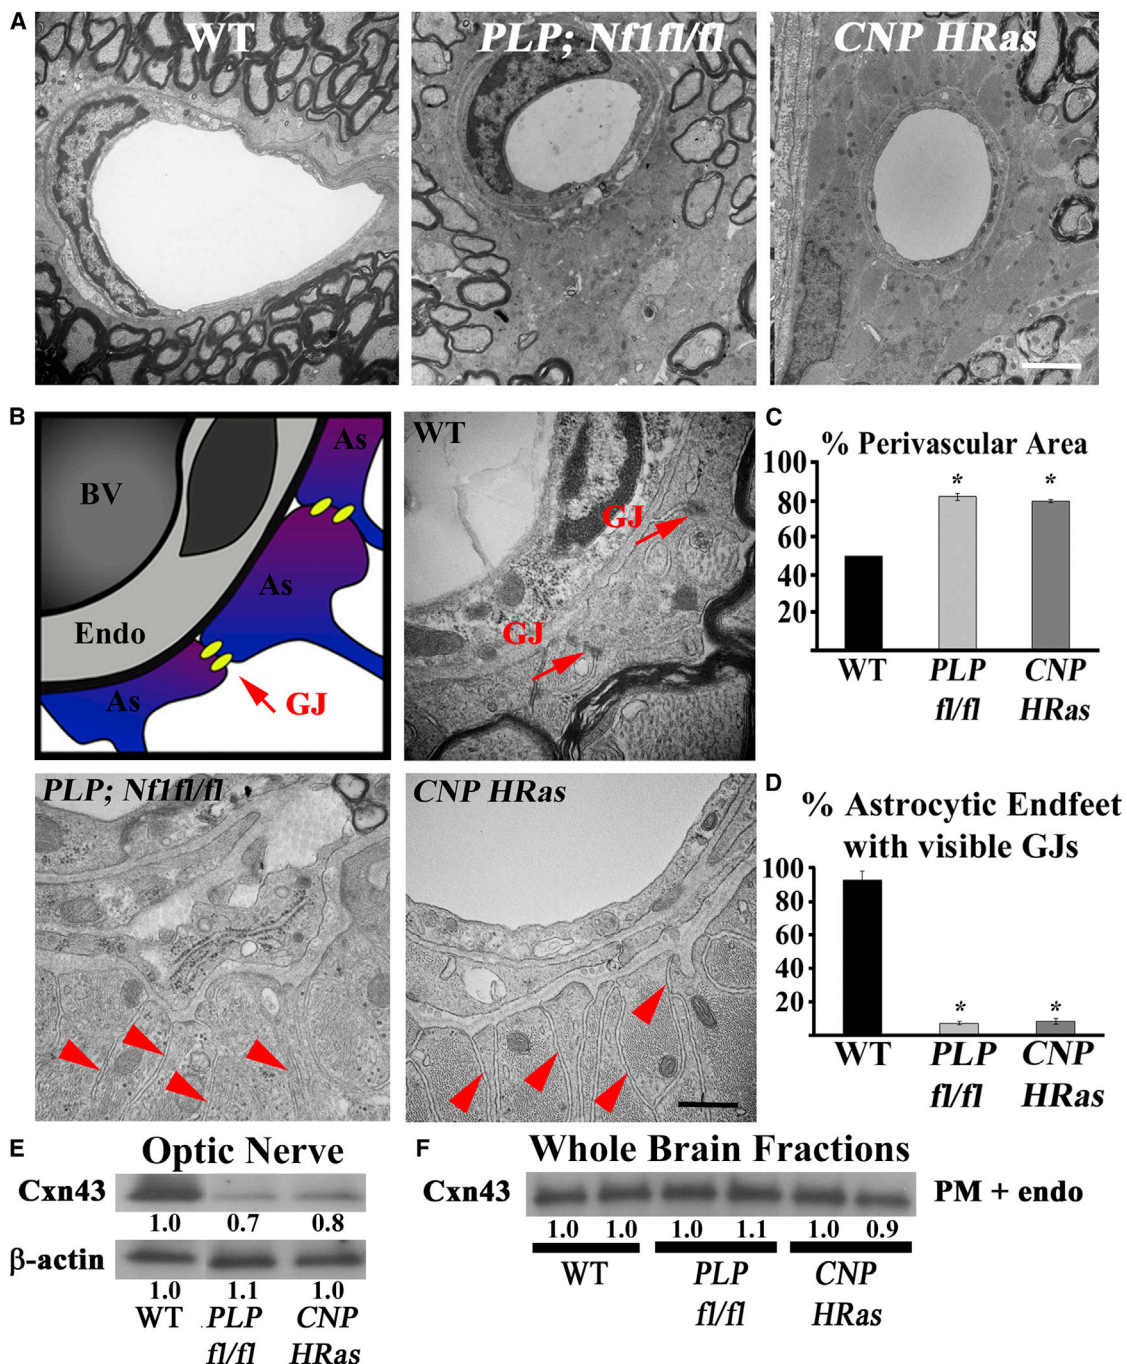 A
WT
PLP; Nf1fl/fl
CNP HRas
B
BV
Endo
As
As
As
GJ
WT
GJ
GJ
C
% Perivascular Area
100
80
60
40
20
WT
PLP
fl/fl
CNP
HRas
*
*
PLP; Nf1fl/fl
CNP HRas
D
% Astrocytic Endfeet
with visible GJs
100
80
60
40
20
WT
PLP
fl/fl
CNP
HRas
*
*
E
Optic Nerve
Cxn43
1.0 0.7 0.8
β-actin
1.0 1.1 1.0
WT PLP CNP
fl/fl HRas
F
Whole Brain Fractions
Cxn43 PM + endo
1.0 1.0 1.0 1.1 1.0 0.9
WT PLP CNP
fl/fl HRas